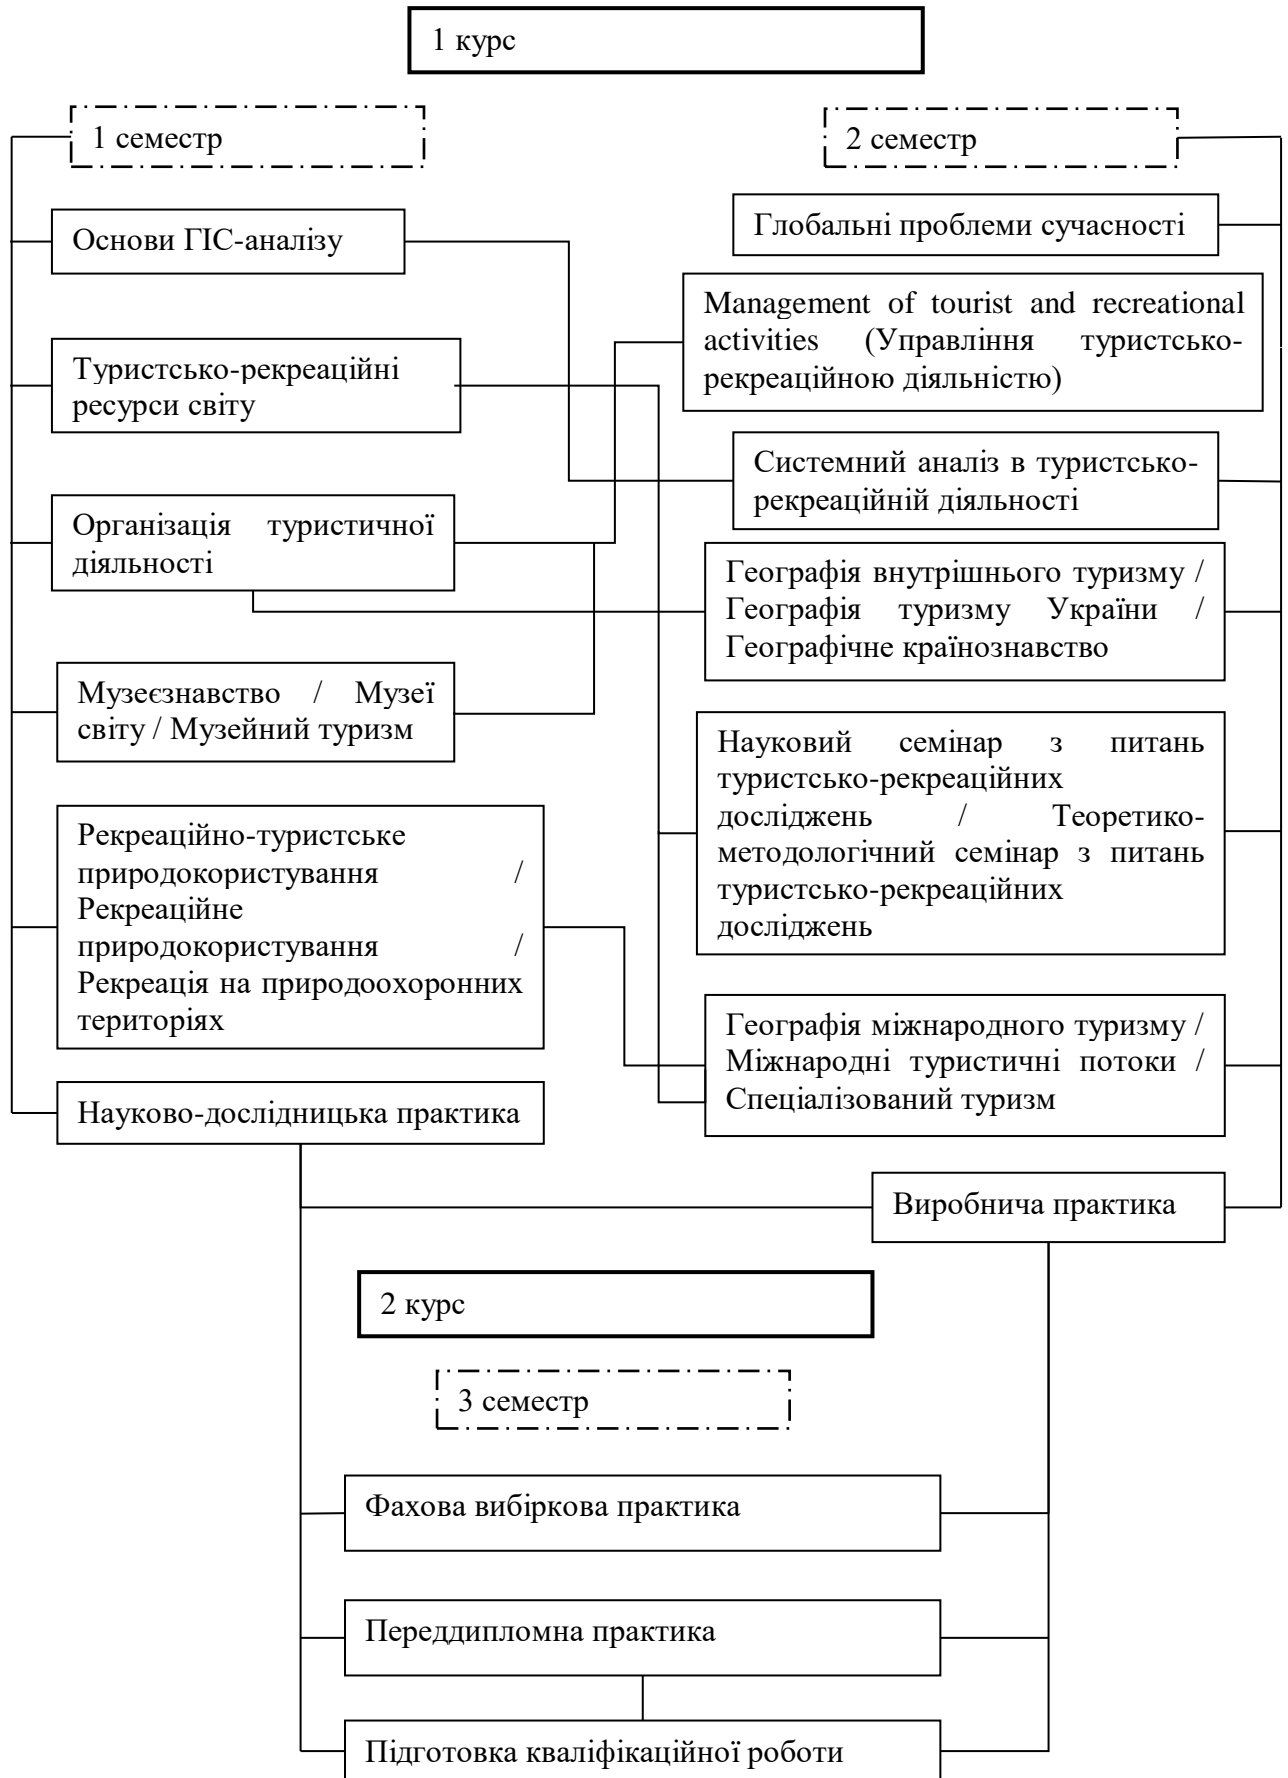 1 курс
1 семестр
2 семестр
Основи ГІС-аналізу
Туристсько-рекреаційні
ресурси світу
Організація туристичної
діяльності
Музеєзнавство / Музеї
світу / Музейний туризм
Рекреаційно-туристське
природокористування /
Рекреаційне
природокористування /
Рекреація на природоохоронних
територіях
Науково-дослідницька практика
Глобальні проблеми сучасності
Management of tourist and recreational
activities (Управління туристсько-
рекреаційною діяльністю)
Системний аналіз в туристсько-
рекреаційній діяльності
Географія внутрішнього туризму /
Географія туризму України /
Географічне країнознавство
Науковий семінар з питань
туристсько-рекреаційних
досліджень / Теоретико-
методологічний семінар з питань
туристсько-рекреаційних
досліджень
Географія міжнародного туризму /
Міжнародні туристичні потоки /
Спеціалізований туризм
Виробнича практика
2 курс
3 семестр
Фахова вибіркова практика
Переддипломна практика
Підготовка кваліфікаційної роботи